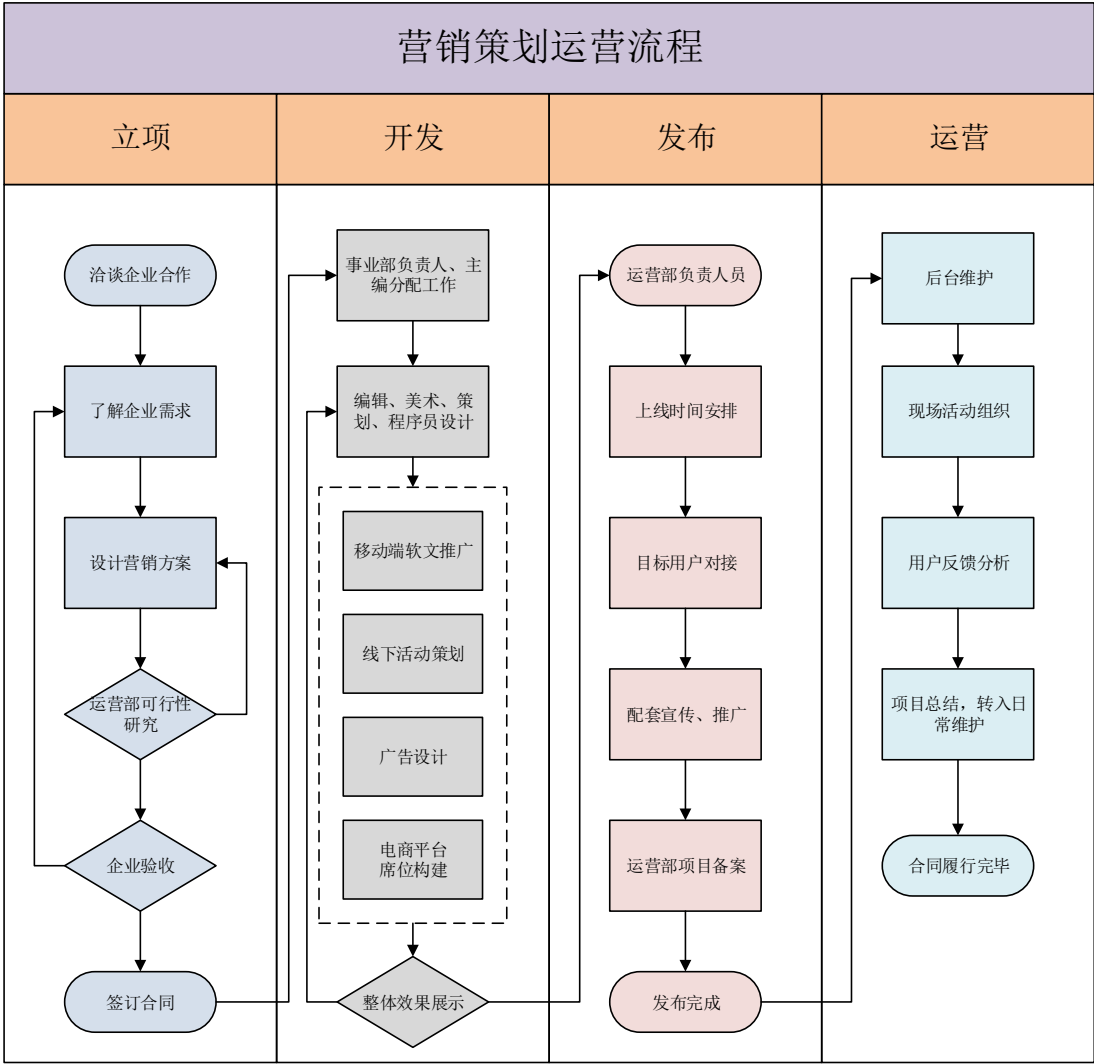 营销策划运营流程
立项
开发
发布
运营
洽谈企业合作
了解企业需求
设计营销方案
运营部可行性
研究
企业验收
签订合同
事业部负责人、主
编分配工作
编辑、美术、策
划、程序员设计
移动端软文推广
线下活动策划
广告设计
电商平台
席位构建
整体效果展示
运营部负责人员
上线时间安排
目标用户对接
配套宣传、推广
运营部项目备案
发布完成
后台维护
现场活动组织
用户反馈分析
项目总结，转入日
常维护
合同履行完毕